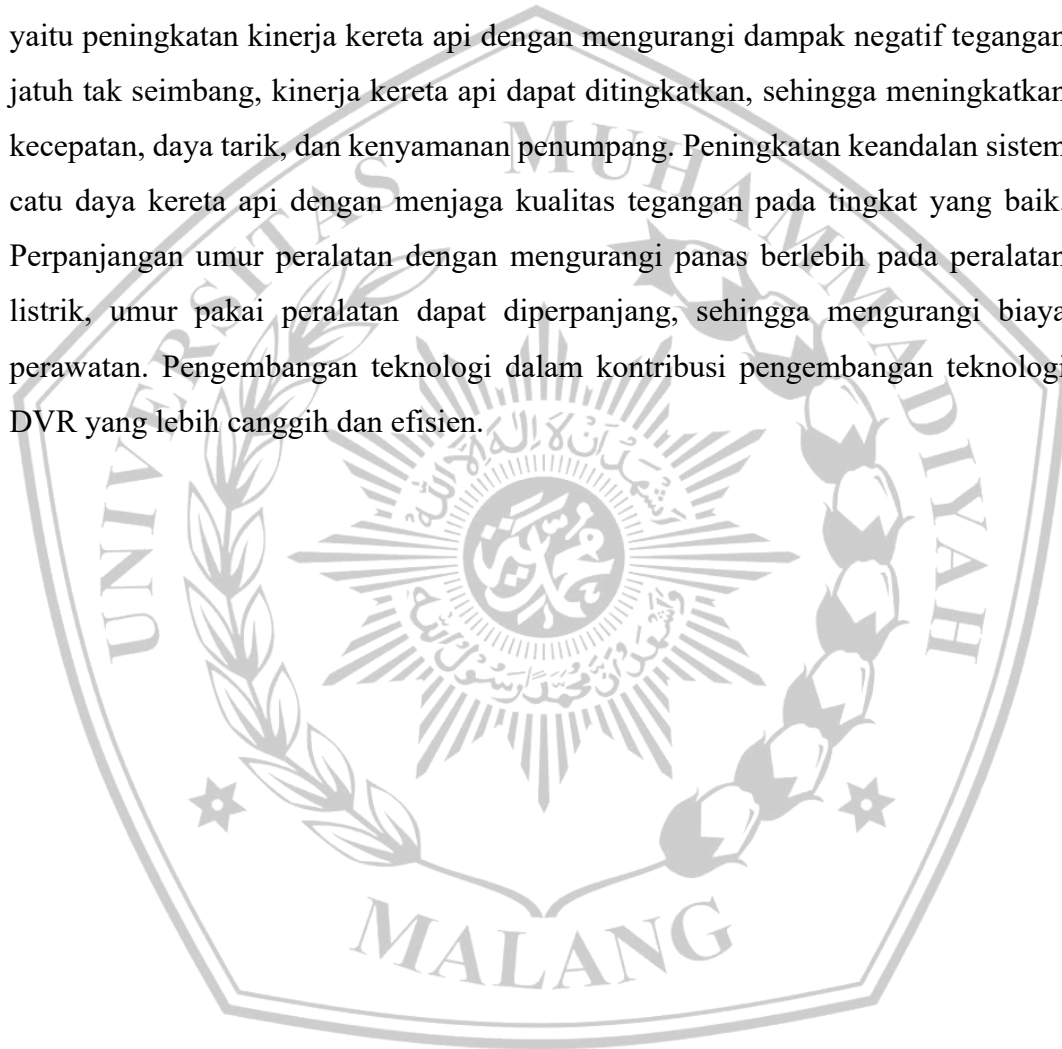 yaitu peningkatan kinerja kereta api dengan mengurangi dampak negatif tegangan
jatuh tak seimbang, kinerja kereta api dapat ditingkatkan, sehingga meningkatkan
kecepatan, daya tarik, dan kenyamanan penumpang. Peningkatan keandalan sistem
catu daya kereta api dengan menjaga kualitas tegangan pada tingkat yang baik.
Perpanjangan umur peralatan dengan mengurangi panas berlebih pada peralatan
listrik, umur pakai peralatan dapat diperpanjang, sehingga mengurangi biaya
perawatan. Pengembangan teknologi dalam kontribusi pengembangan teknologi
DVR yang lebih canggih dan efisien.
UNIVERSITAS MUHAMMADIYAH
MALANG